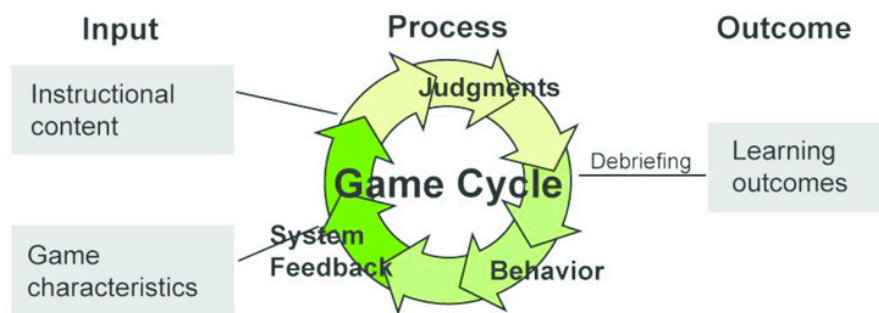 Input
Process
Outcome
Instructional
content
Judgments
Debriefing
Learning
outcomes
Game Cycle
System
Feedback
Behavior
Game
characteristics